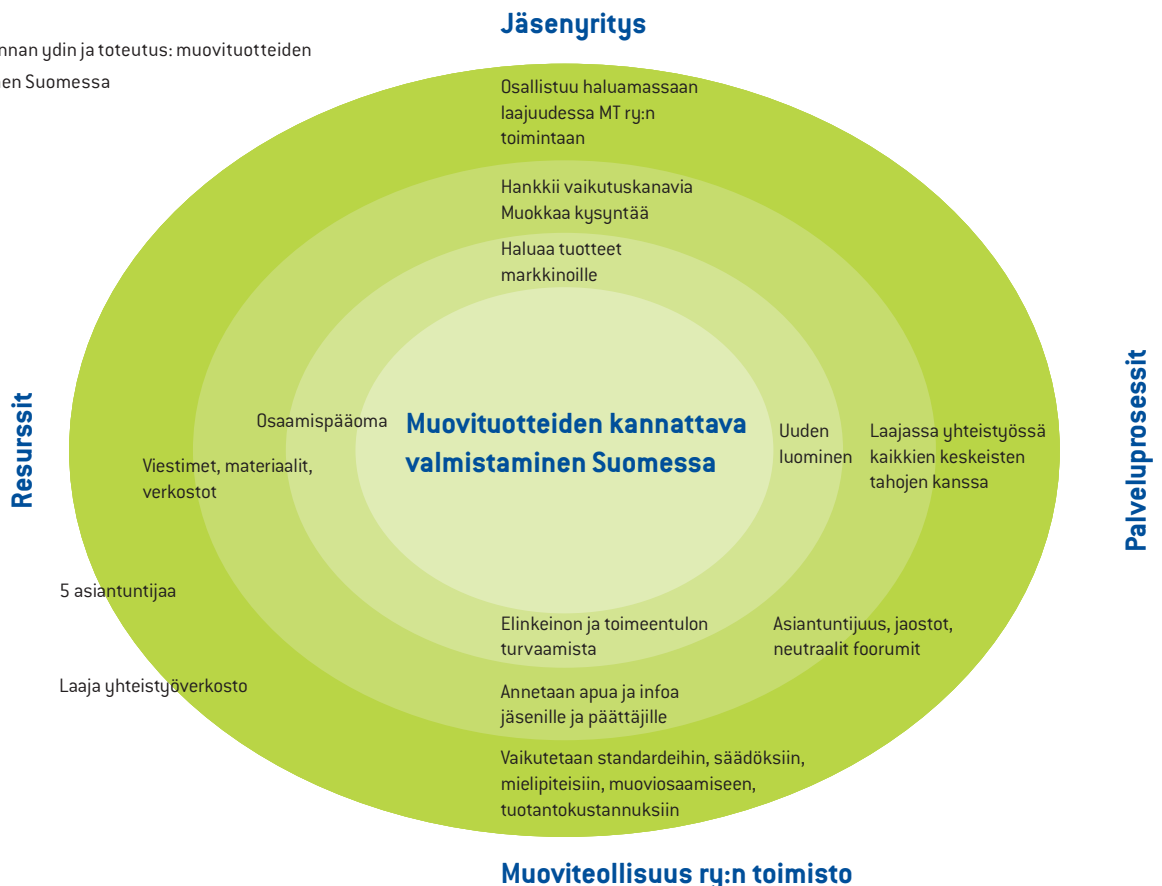 Jäsenyritys
nnan ydin ja toteutus: muovituotteiden
en Suomessa
Osallistuu haluamassaan
laajuudessa MT ry:n
toimintaan
Hankkii vaikutuskanavia
Muokkaa kysyntää
Haluaa tuotteet
markkinoille
Resurssit
Osaamispääoma
Viestimet, materiaalit,
verkostot
5 asiantuntijaa
Laaja yhteistyöverkosto
Muovituotteiden kannattava
valmistaminen Suomessa
Uuden
luominen
Laajassa yhteistyössä
kaikkien keskeisten
tahojen kanssa
Palveluprosessit
Asiantuntijuus, jaostot,
neutraalit foorumit
Elinkeinon ja toimeentulon
turvaamista
Annetaan apua ja infoa
jäsenille ja päättäjille
Vaikutetaan standardeihin, säädöksiin,
mielipiteisiin, muoviosaamiseen,
tuotantokustannuksiin
Muoviteollisuus ry:n toimisto